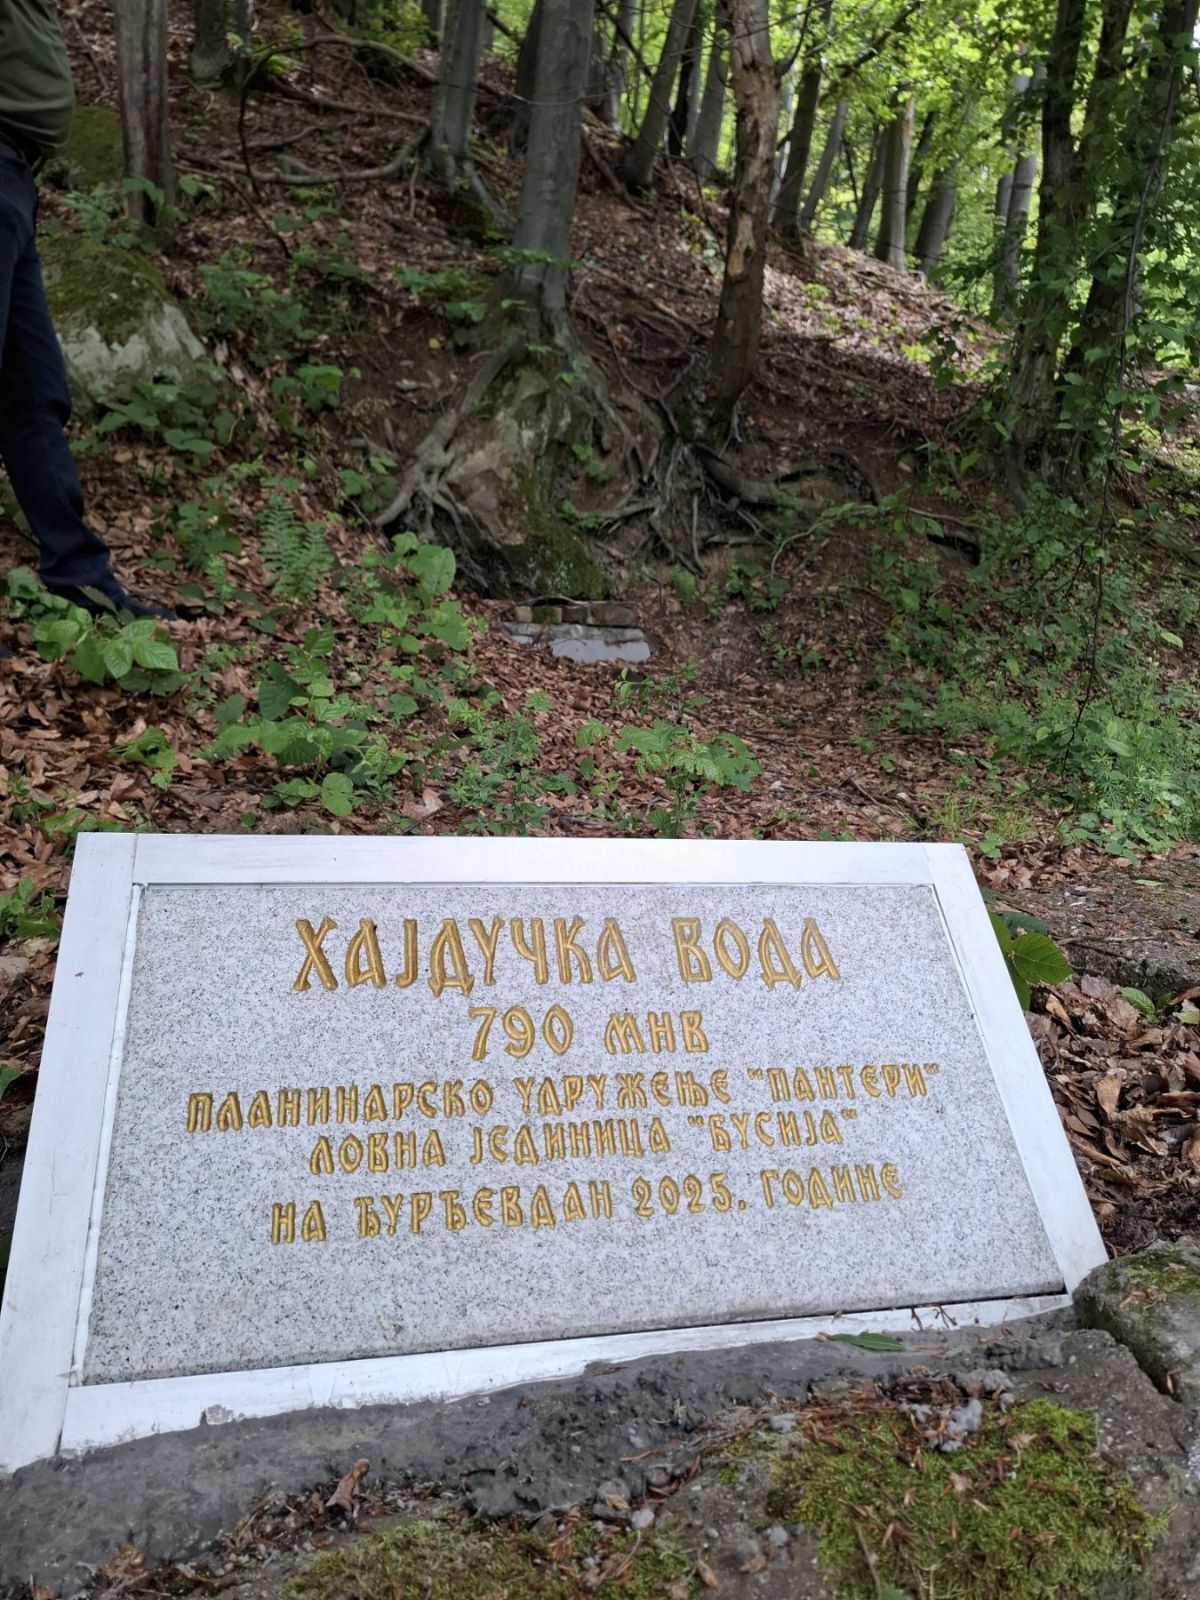 ХАЈДУЧКА ВОДА
790 МНВ
ПЛАНИНАРСКО УДРУЖЕЊЕ "ПАНТЕРИ"
ЛОВНА ЈЕДИНИЦА "БУСИЈА"
НА ЂУРЂЕВДАН 2025. ГОДИНЕ